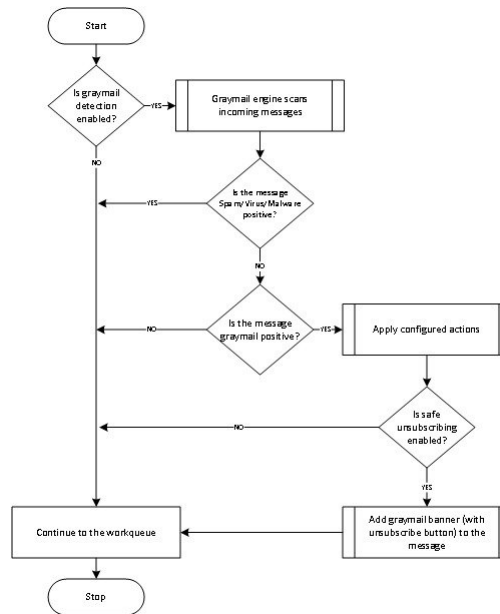 Start
Is graymail
detection
enabled?
YES
Graymail engine scans
incoming messages
NO
Is the message
Spam/Virus/Malware
positive?
YES
NO
Is the message
graymail positive?
NO
YES
Apply configured actions
Is safe
unsubscribing
enabled?
NO
YES
Add graymail banner (with
unsubscribe button) to the
message
Continue to the workqueue
Stop